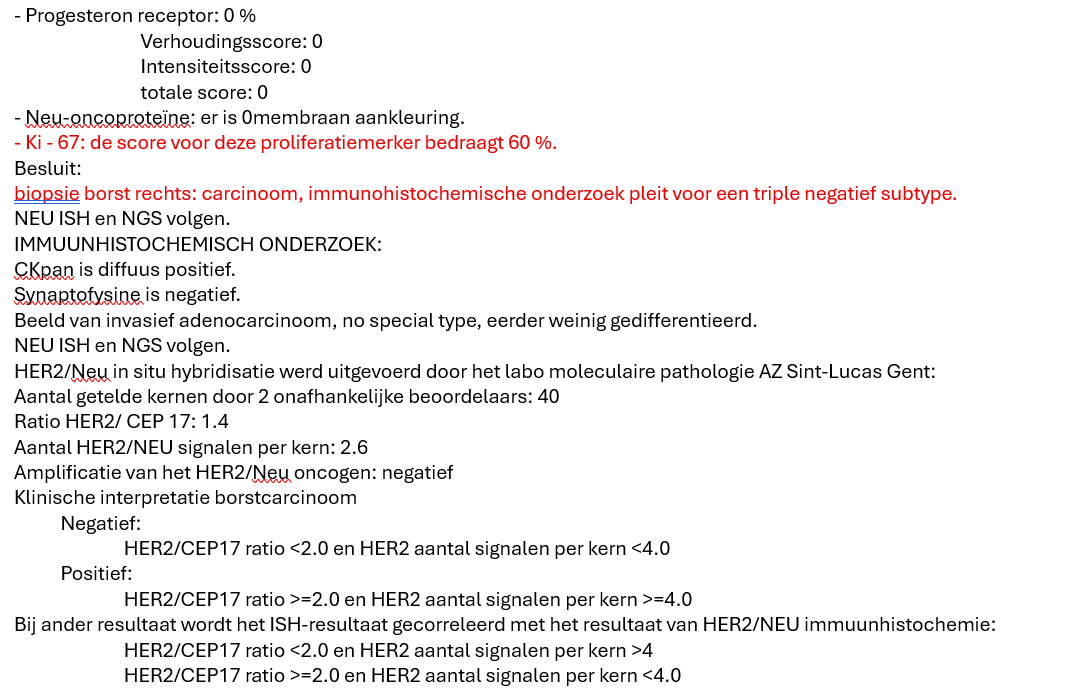 - Progesteron receptor: 0 %
Verhoudingsscore: 0
Intensiteitsscore: 0
totale score: 0
- Neu-oncoproteïne: er is 0membraan aankleuring.
- Ki - 67: de score voor deze proliferatiemerker bedraagt 60 %.
Besluit:
biopsie borst rechts: carcinoom, immunohistochemische onderzoek pleit voor een triple negatief subtype.
NEU ISH en NGS volgen.
IMMUUNHISTOCHEMISCH ONDERZOEK:
CKpan is diffuus positief.
Synaptofysine is negatief.
Beeld van invasief adenocarcinoom, no special type, eerder weinig gedifferentieerd.
NEU ISH en NGS volgen.
HER2/Neu in situ hybridisatie werd uitgevoerd door het labo moleculaire pathologie AZ Sint-Lucas Gent:
Aantal getelde kernen door 2 onafhankelijke beoordelaars: 40
Ratio HER2/ CEP 17: 1.4
Aantal HER2/NEU signalen per kern: 2.6
Amplificatie van het HER2/Neu oncogen: negatief
Klinische interpretatie borstcarcinoom
Negatief:
HER2/CEP17 ratio <2.0 en HER2 aantal signalen per kern <4.0
Positief:
HER2/CEP17 ratio >=2.0 en HER2 aantal signalen per kern >=4.0
Bij ander resultaat wordt het ISH-resultaat gecorreleerd met het resultaat van HER2/NEU immuunhistochemie:
HER2/CEP17 ratio <2.0 en HER2 aantal signalen per kern >4
HER2/CEP17 ratio >=2.0 en HER2 aantal signalen per kern <4.0